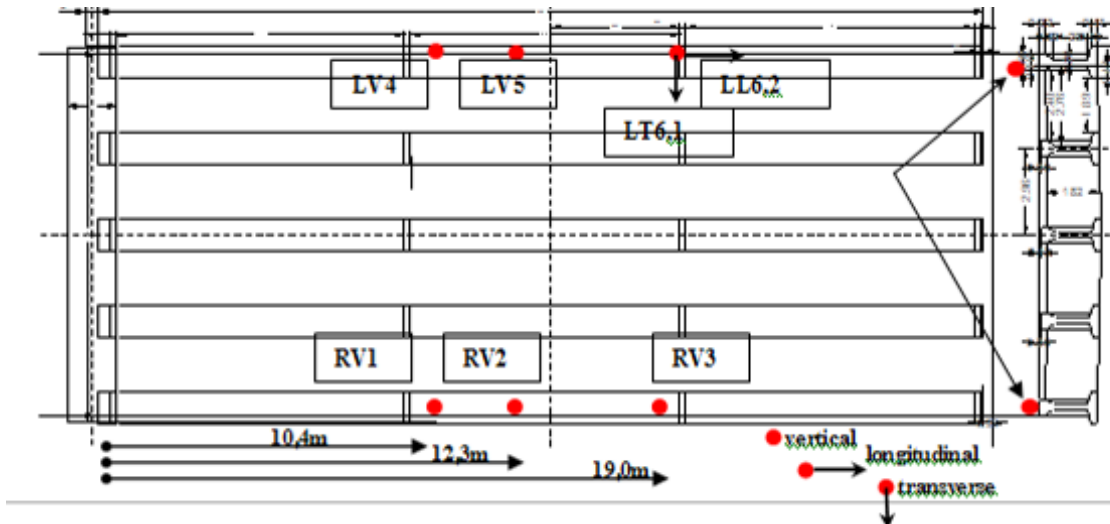 LV4
LV5
LL6,2
LT6,1
RV1
RV2
RV3
10,4m
12,3m
19,0m
vertical
longitudinal
transverse